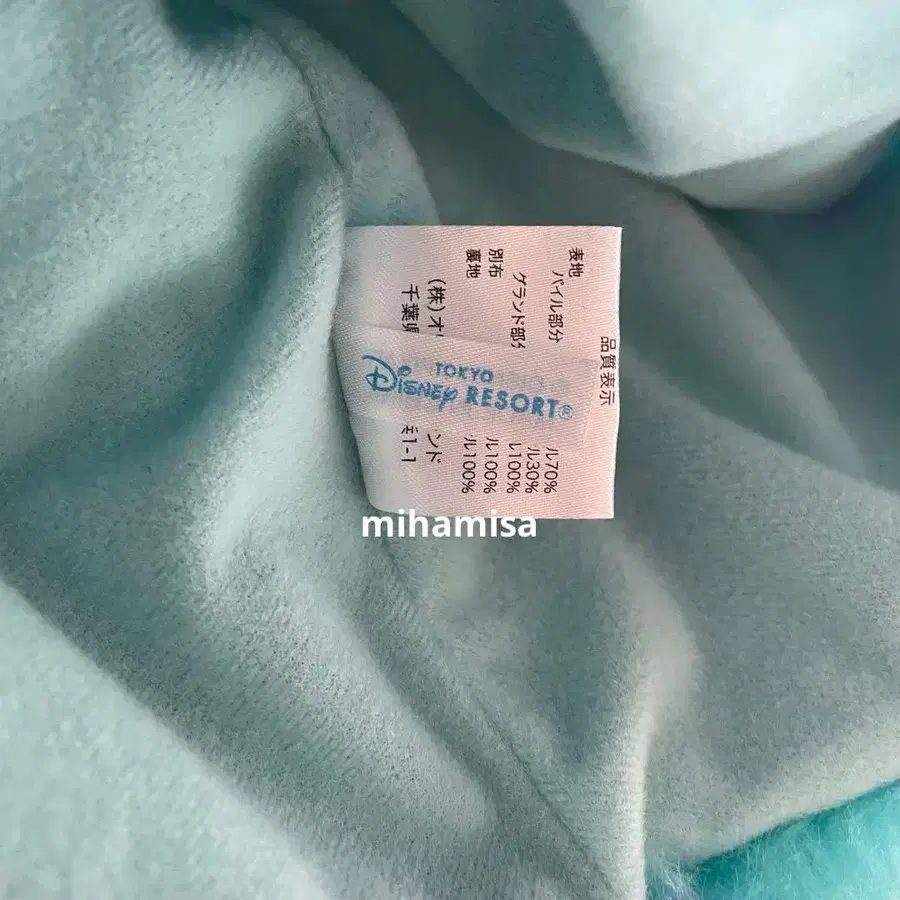 品質表示
表地 パイル部分 ル70%
ル30%
グランド部分 ル100%
別布 ル100%
裏地 ル100%
(株)オ ンド
千葉県 1-1
TOKYO
Disney RESORT®
mihamisa